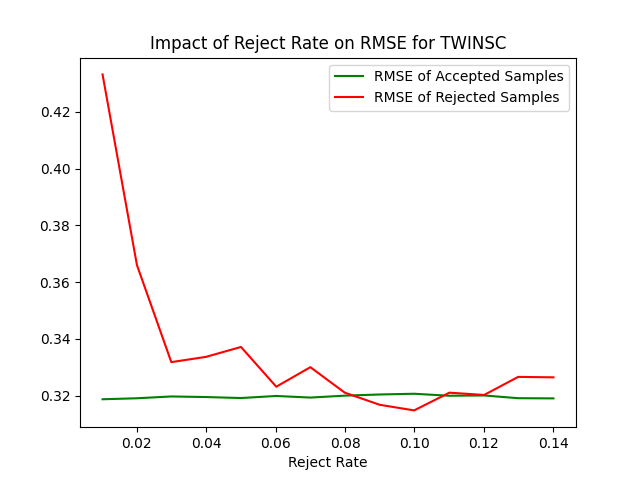 Impact of Reject Rate on RMSE for TWINSC
RMSE of Accepted Samples
RMSE of Rejected Samples
0.42
0.40
0.38
0.36
0.34
0.32
0.02 0.04 0.06 0.08 0.10 0.12 0.14
Reject Rate